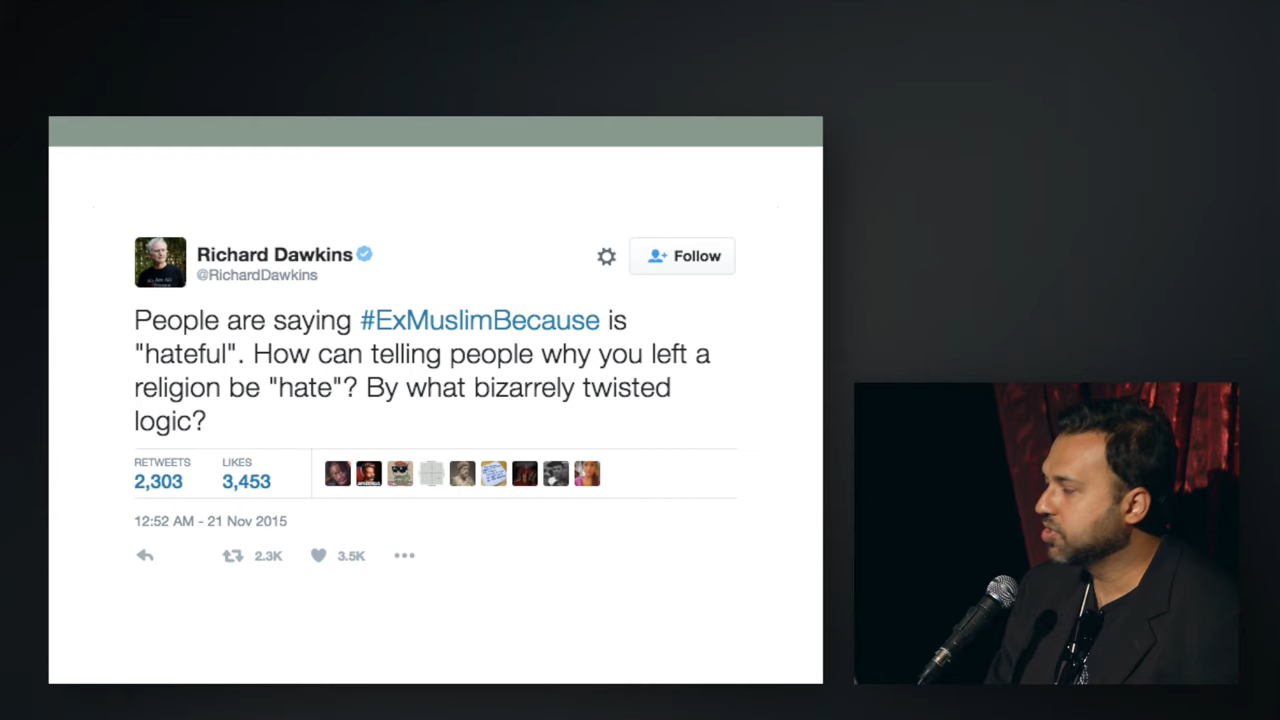 Richard Dawkins
@RichardDawkins
Follow
People are saying #ExMuslimBecause is
"hateful". How can telling people why you left a
religion be "hate"? By what bizarrely twisted
logic?
RETWEETS LIKES
2,303 3,453
12:52 AM - 21 Nov 2015
2.3K 3.5K